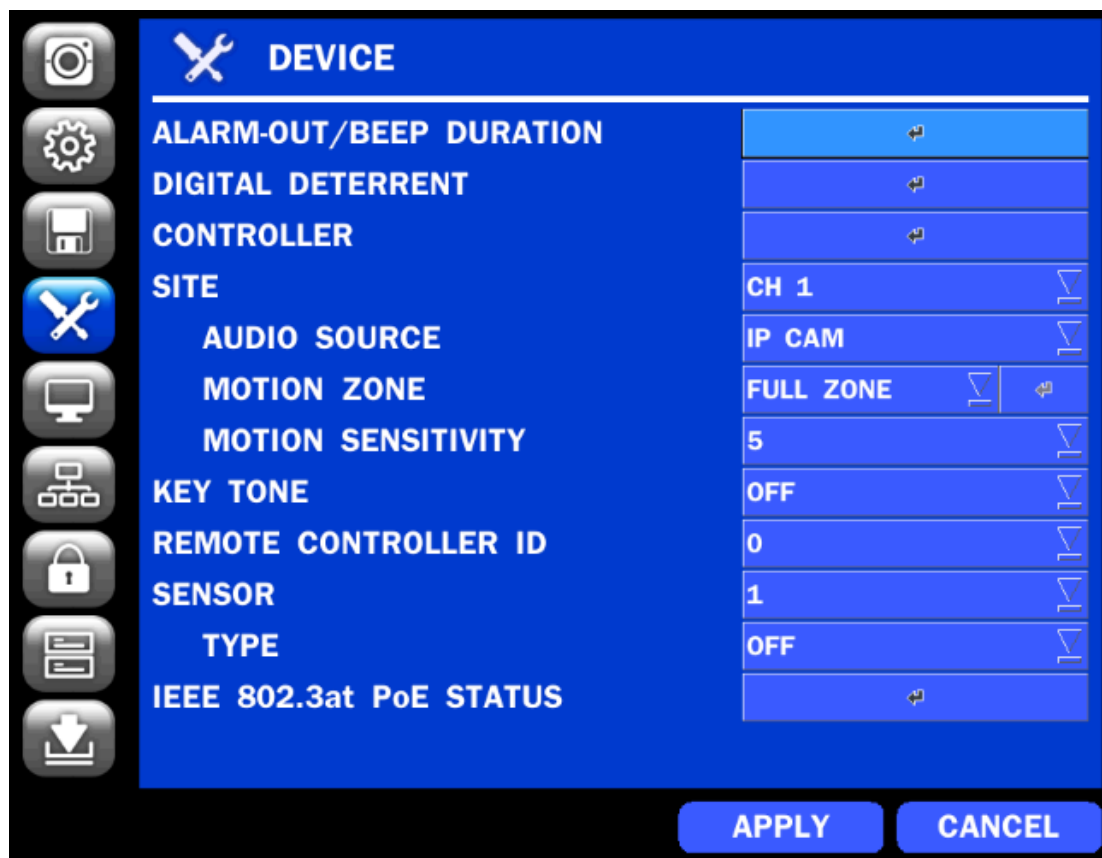 DEVICE
ALARM-OUT/BEEP DURATION
DIGITAL DETERRENT
CONTROLLER
SITE CH 1
AUDIO SOURCE IP CAM
MOTION ZONE FULL ZONE
MOTION SENSITIVITY 5
KEY TONE OFF
REMOTE CONTROLLER ID 0
SENSOR 1
TYPE OFF
IEEE 802.3at PoE STATUS
APPLY CANCEL